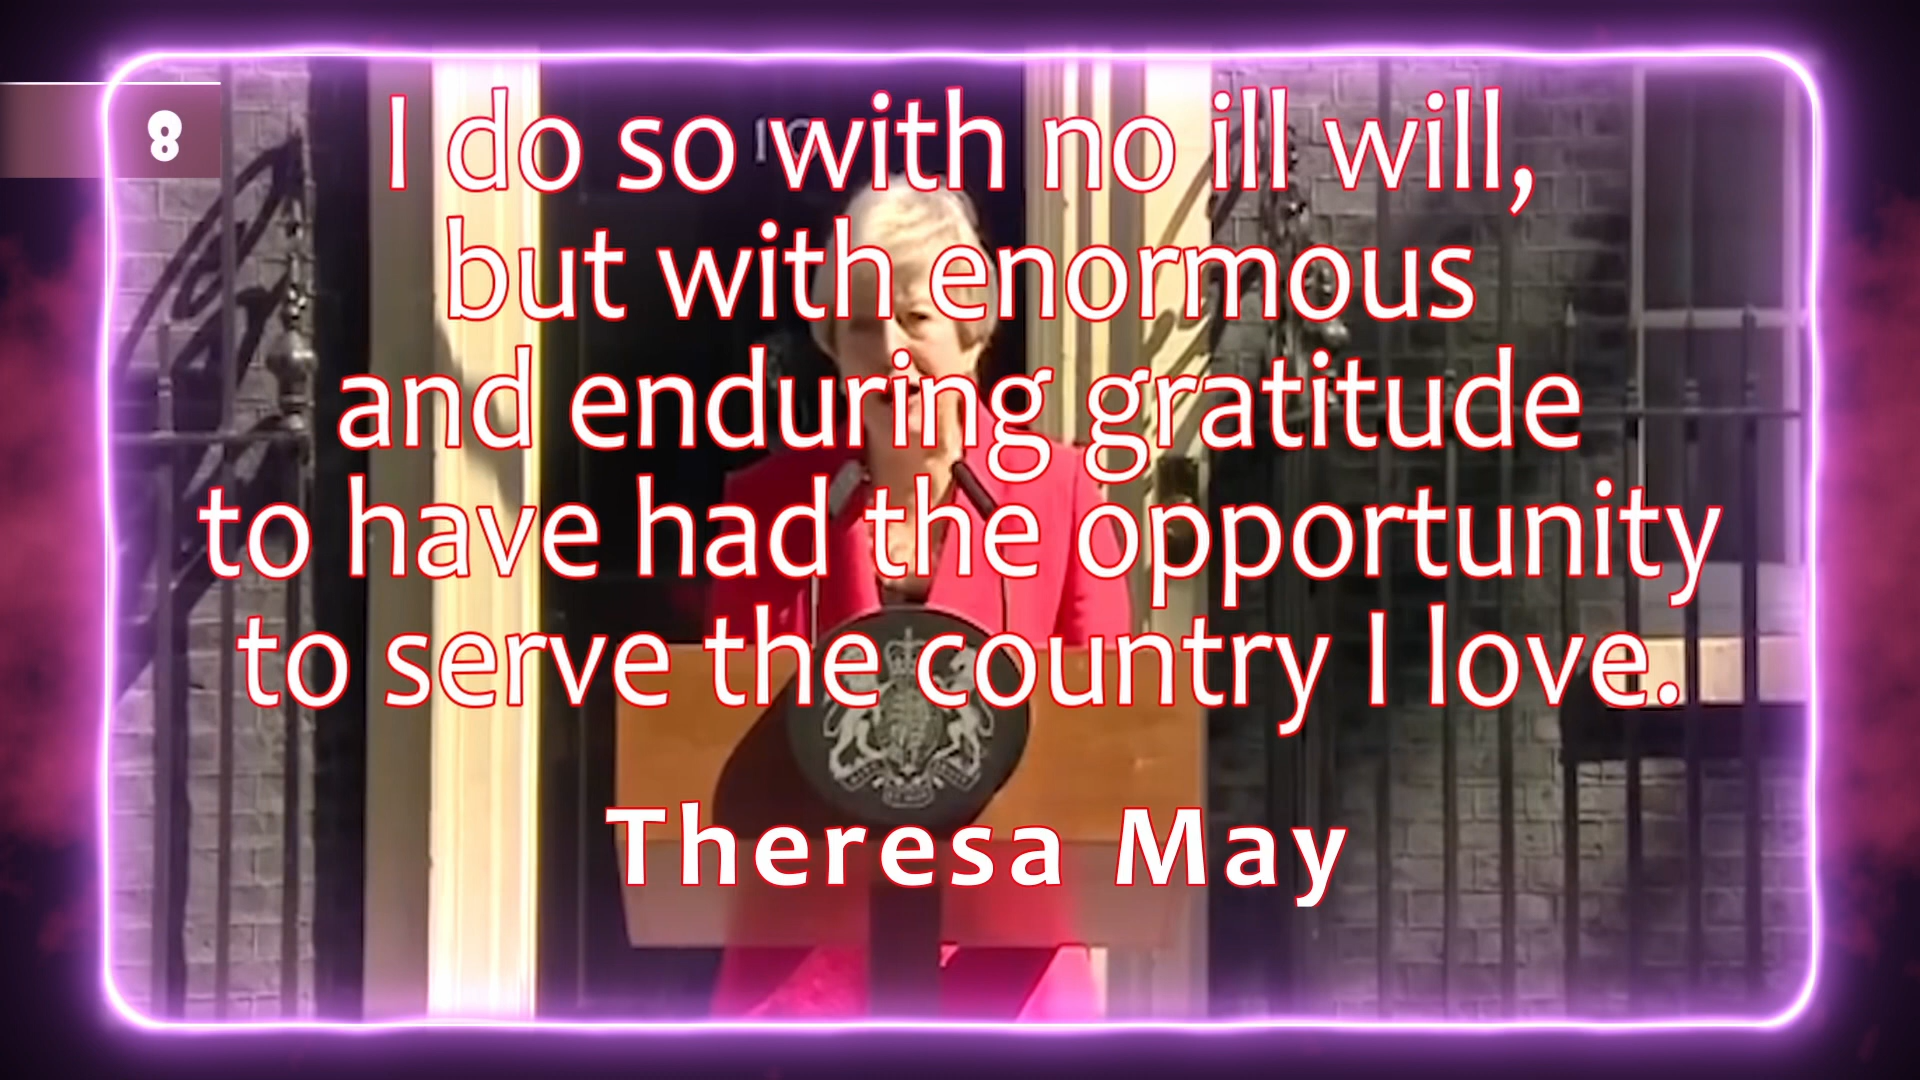 8
10
I do so with no ill will,
but with enormous
and enduring gratitude
to have had the opportunity
to serve the country I love.
Theresa May